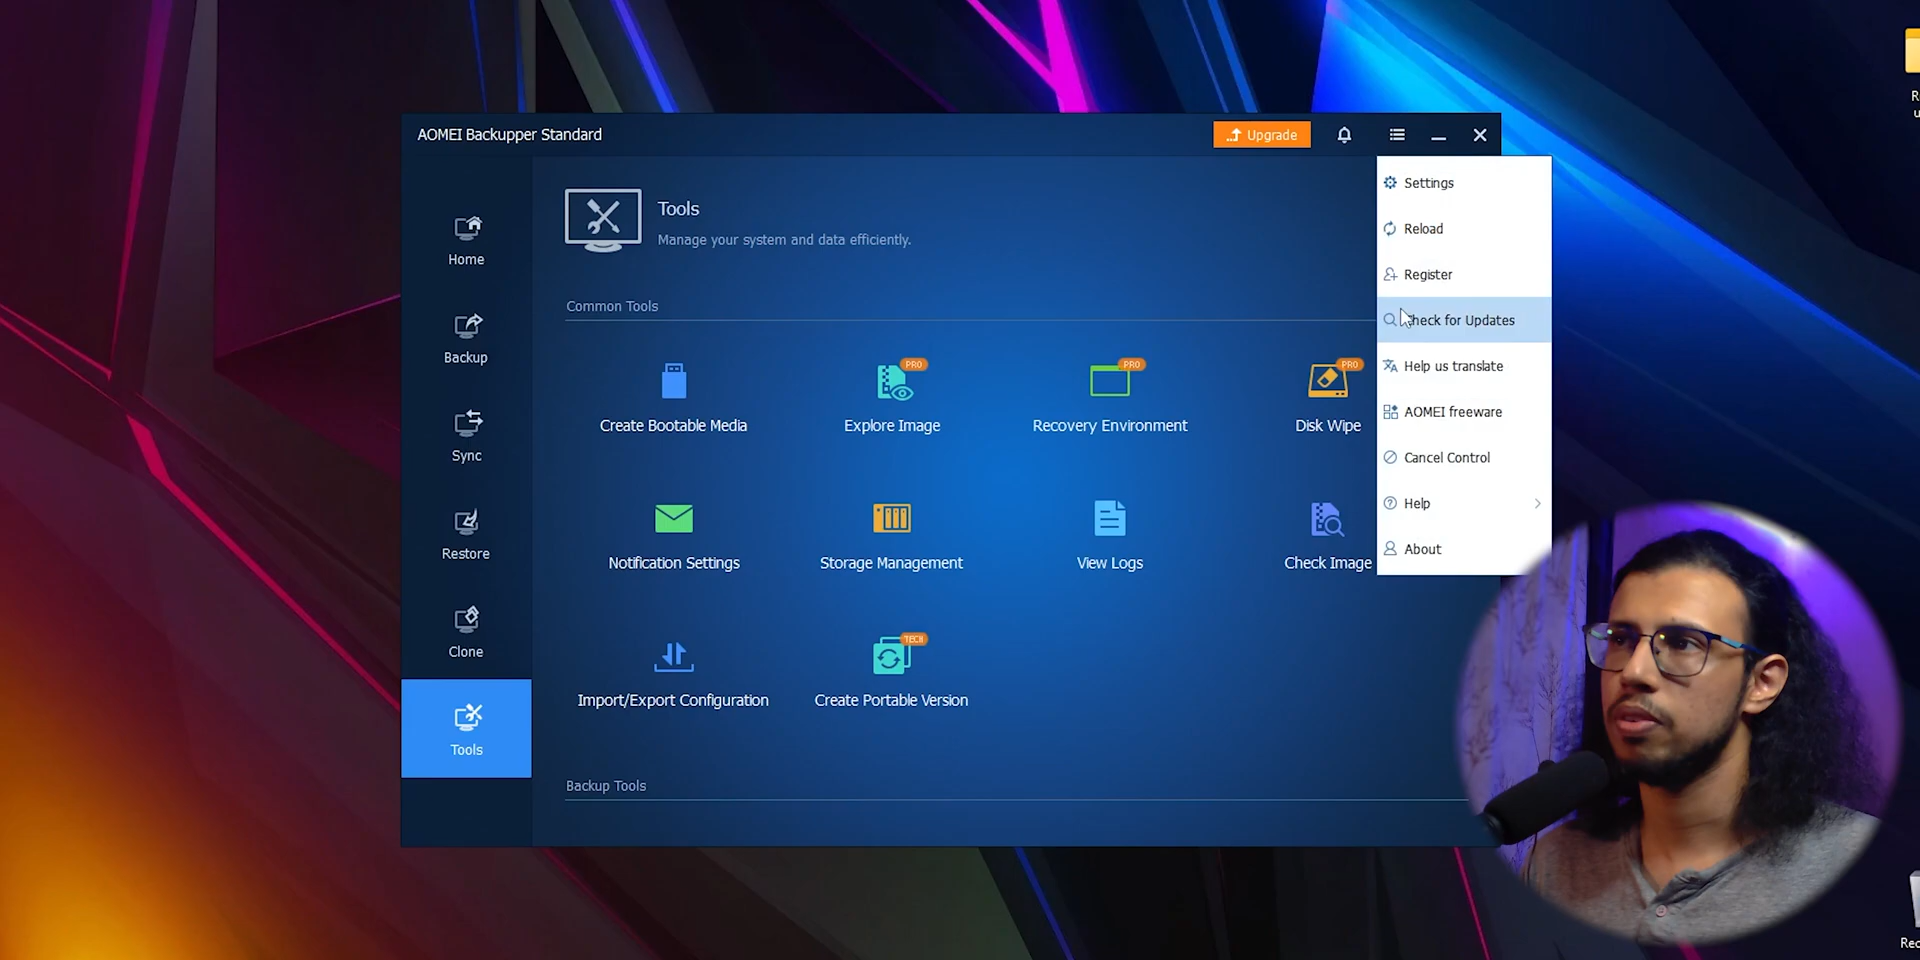 AOMEI Backupper Standard
Upgrade
Settings
Reload
Register
Check for Updates
Help us translate
AOMEI freeware
Cancel Control
Help
About
Home
Backup
Sync
Restore
Clone
Tools
Tools
Manage your system and data efficiently.
Common Tools
Create Bootable Media
PRO
Explore Image
PRO
Recovery Environment
PRO
Disk Wipe
Notification Settings
Storage Management
View Logs
Check Image
Import/Export Configuration
TECH
Create Portable Version
Backup Tools